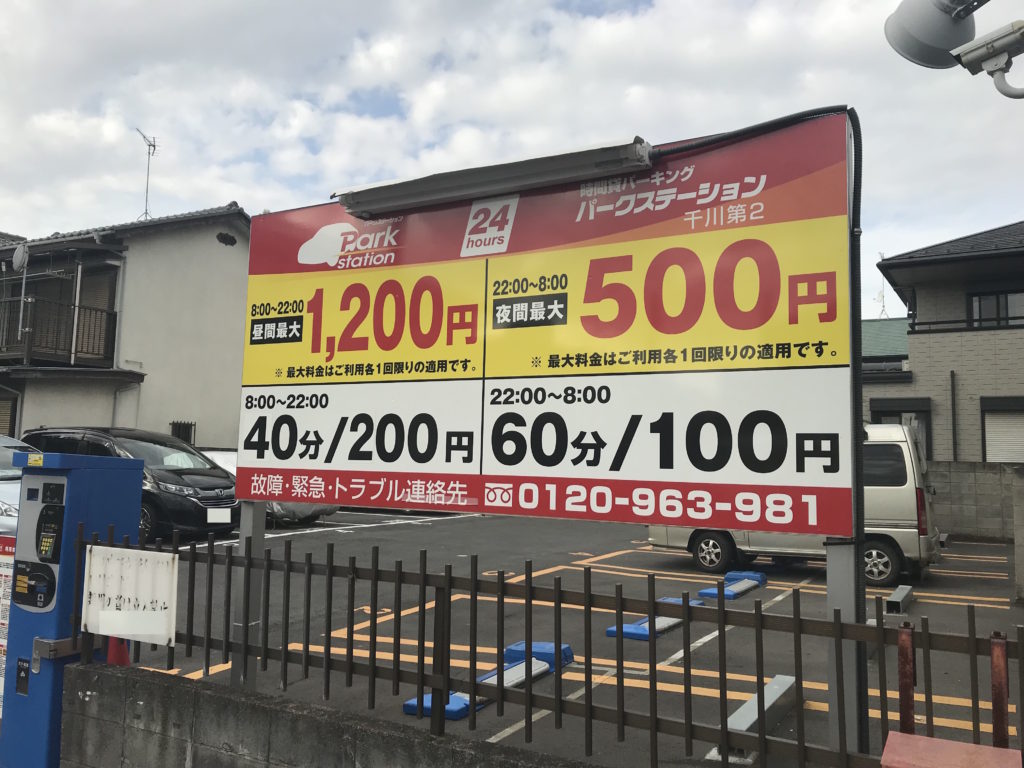 Park
station
24
hours
時間貸パーキング
パークステーション
千川第2
8:00~22:00
昼間最大
1,200円
※ 最大料金はご利用各1回限りの適用です。
22:00~8:00
夜間最大
500円
※ 最大料金はご利用各1回限りの適用です。
8:00~22:00
40分/200円
22:00~8:00
60分/100円
故障・緊急・トラブル連絡先 0120-963-981